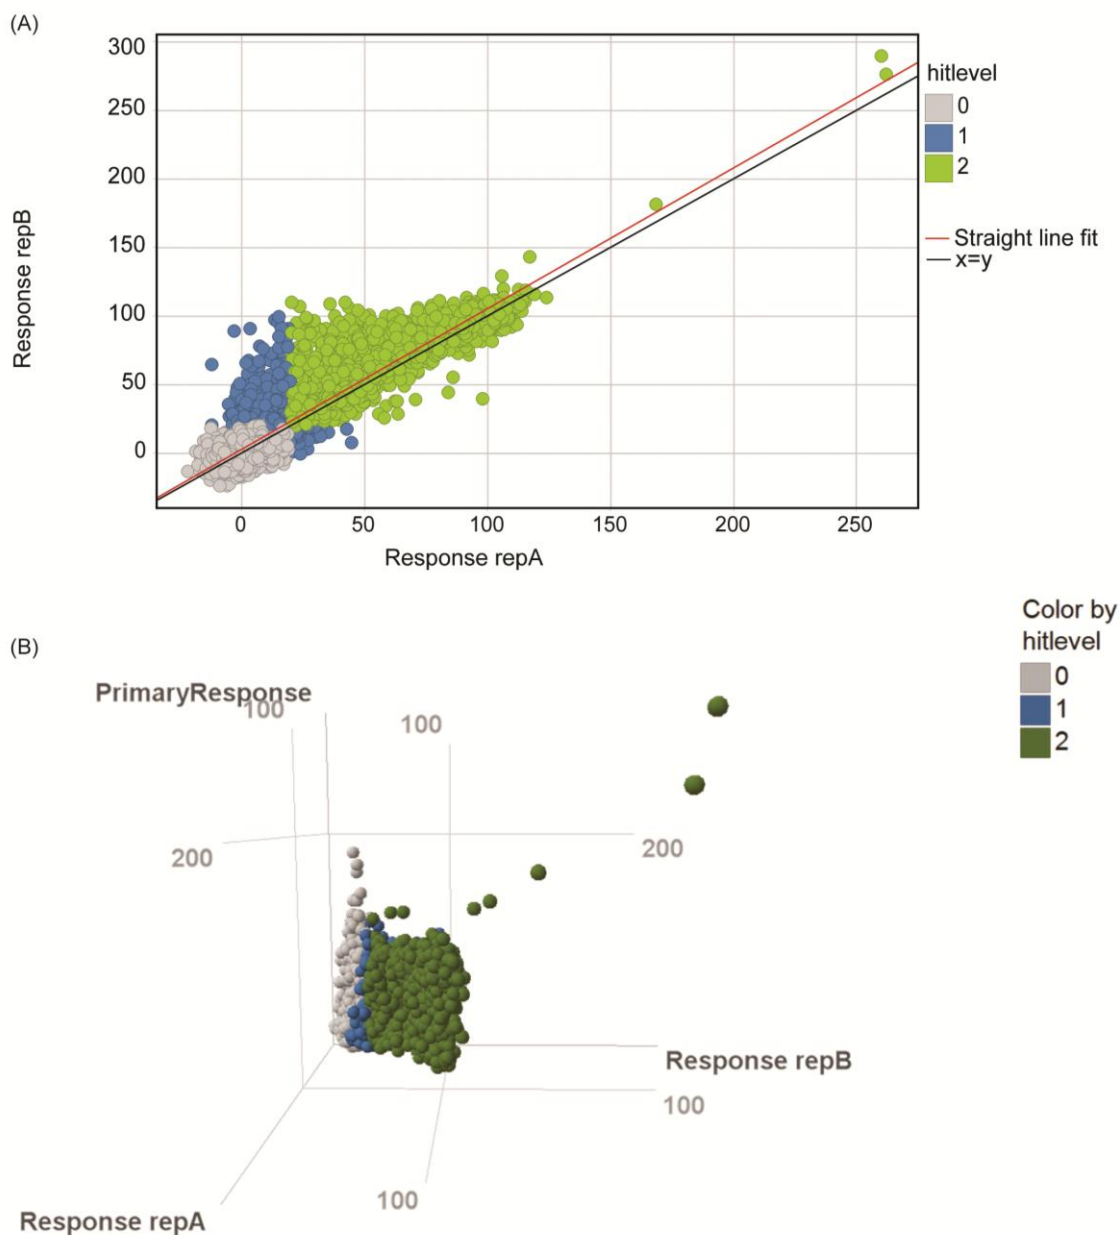 (A)
300
250
200
150
100
50
0
Response repB
0 50 100 150 200 250
Response repA
hitlevel
0
1
2
Straight line fit
x=y
(B)
Color by
hitlevel
0
1
2
PrimaryResponse
100
100
200
200
Response repB
100
100
Response repA